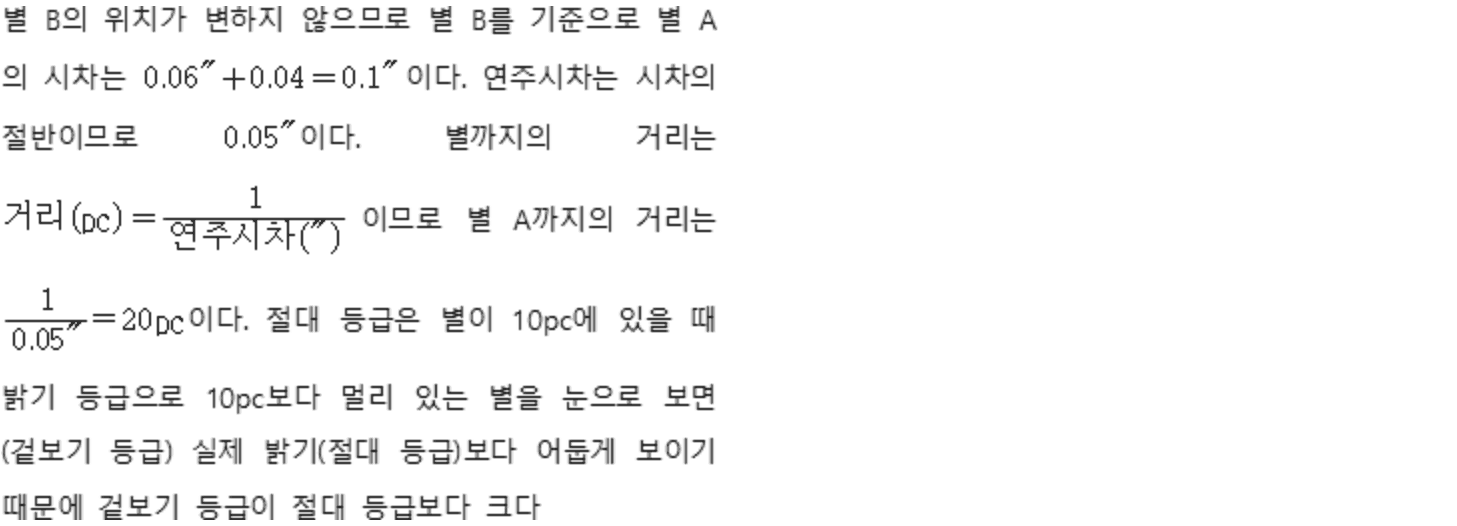 별 B의 위치가 변하지 않으므로 별 B를 기준으로 별 A
의 시차는 0.06″+0.04=0.1″이다. 연주시차는 시차의
절반이므로 0.05″이다. 별까지의 거리는
거리(pc)=1/연주시차(″) 이므로 별 A까지의 거리는
1/0.05″=20pc이다. 절대 등급은 별이 10pc에 있을 때
밝기 등급으로 10pc보다 멀리 있는 별을 눈으로 보면
(겉보기 등급) 실제 밝기(절대 등급)보다 어둡게 보이기
때문에 겉보기 등급이 절대 등급보다 크다